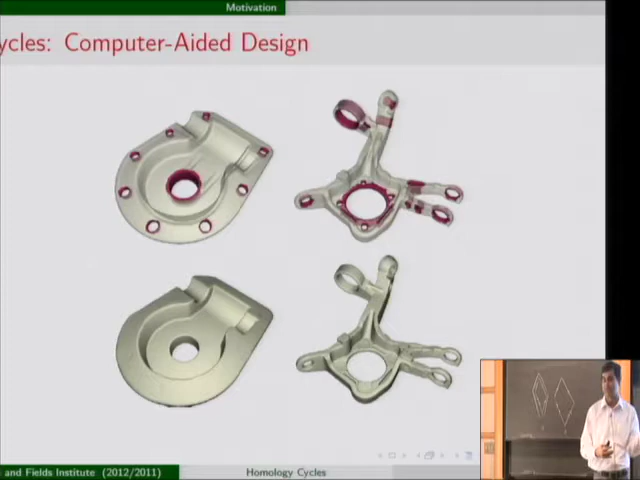 Motivation
ycles: Computer-Aided Design
and Fields Institute (2012/2011)
Homology Cycles